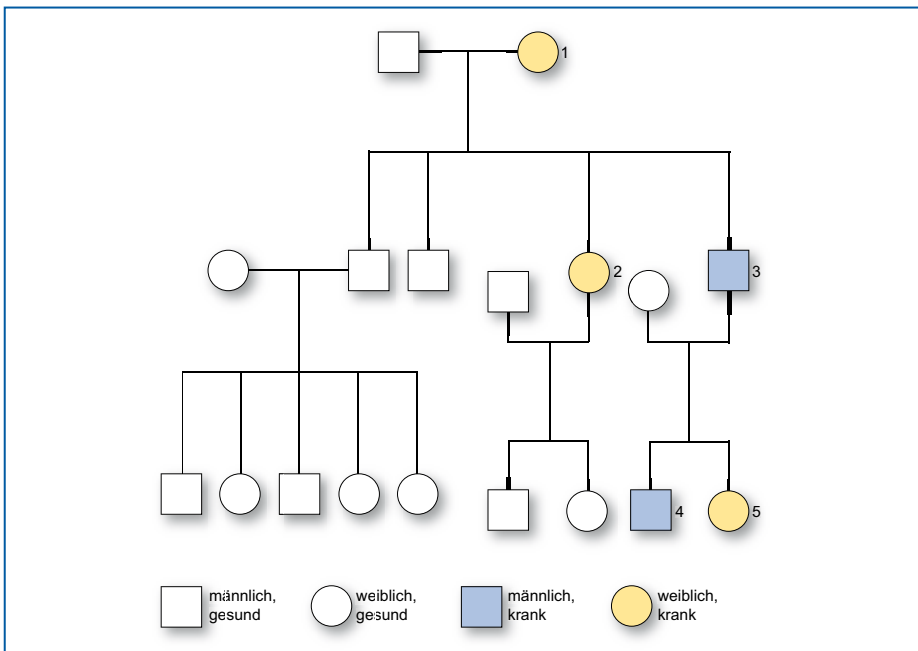 1
2
3
4
5
männlich,
gesund
weiblich,
gesund
männlich,
krank
weiblich,
krank